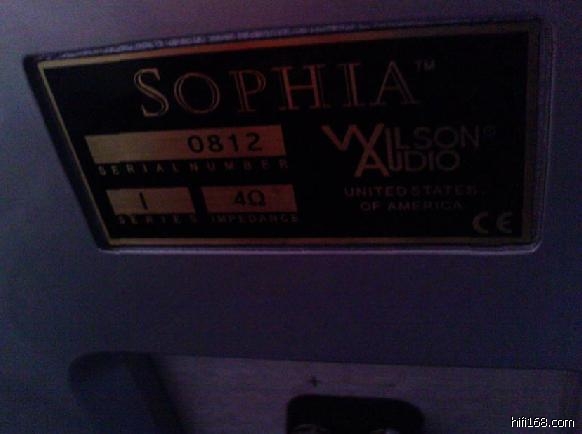 SOPHIA™
0812
SERIAL NUMBER
WILSON®
AUDIO
I
4Ω
SERIES
IMPEDANCE
UNITED STATES
OF AMERICA
CE
+
hifi168.com